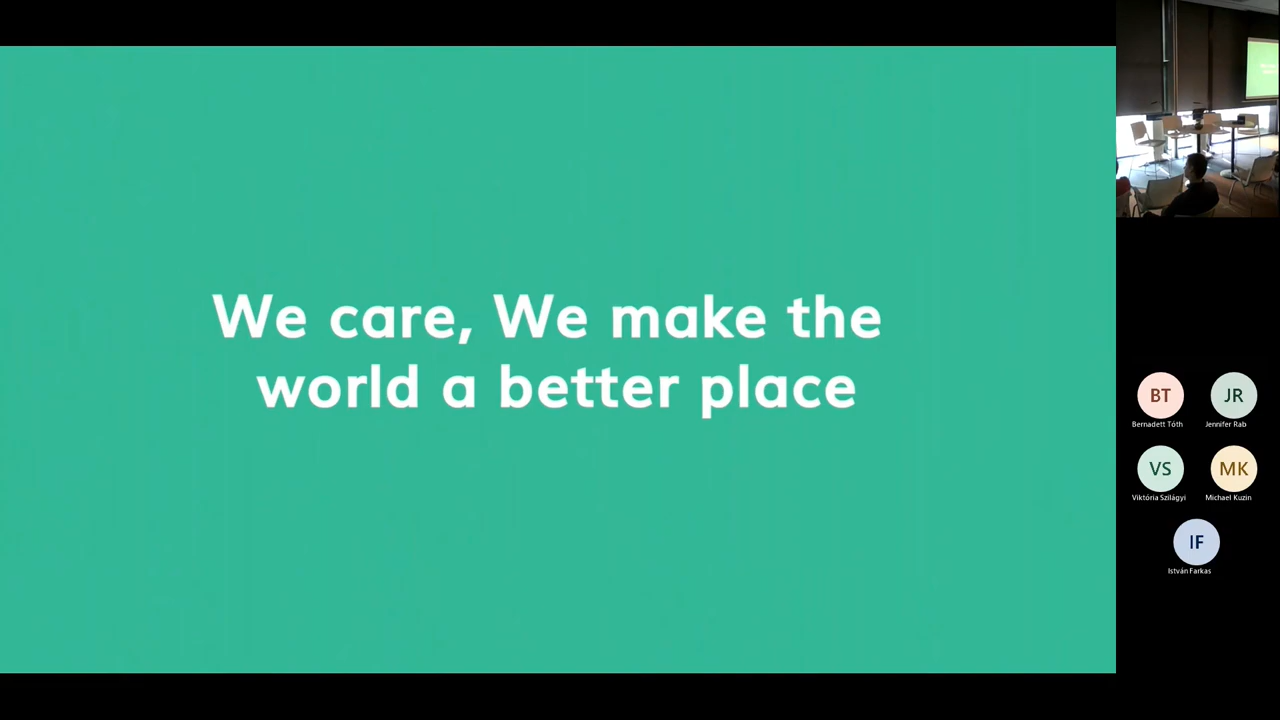 We care, We make the
world a better place
BT
JR
Bernadett Tóth
Jennifer Rab
VS
MK
Viktória Szilágyi
Michael Kuzin
IF
István Farkas